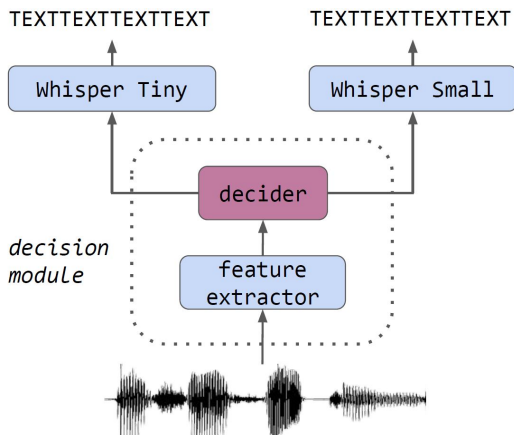 TEXTTEXTTEXTTEXT
TEXTTEXTTEXTTEXT
Whisper Tiny
Whisper Small
decider
decision
module
feature
extractor